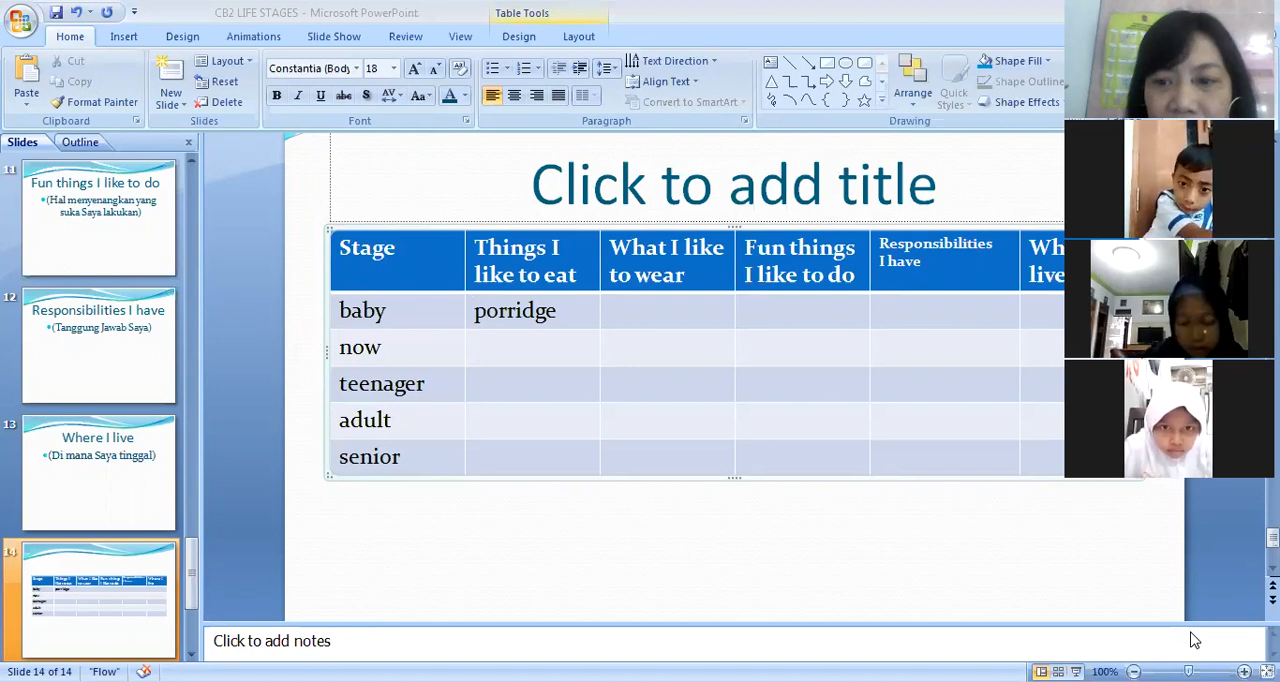 CB2 LIFE STAGES - Microsoft PowerPoint
Table Tools
Home
Insert
Design
Animations
Slide Show
Review
View
Design
Layout
Paste
Cut
Copy
Format Painter
Clipboard
New Slide
Layout
Reset
Delete
Slides
Constantia (Body)
18
Font
Text Direction
Align Text
Convert to SmartArt
Paragraph
Arrange
Quick Styles
Shape Fill
Shape Outline
Shape Effects
Drawing
Slides
Outline
11
Fun things I like to do
(Hal menyenangkan yang
suka Saya lakukan)
12
Responsibilities I have
(Tanggung Jawab Saya)
13
Where I live
(Di mana Saya tinggal)
14
Click to add title
Stage
Things I
like to eat
What I like
to wear
Fun things
I like to do
Responsibilities
I have
Wh
live
baby
porridge
now
teenager
adult
senior
Click to add notes
Slide 14 of 14
"Flow"
100%